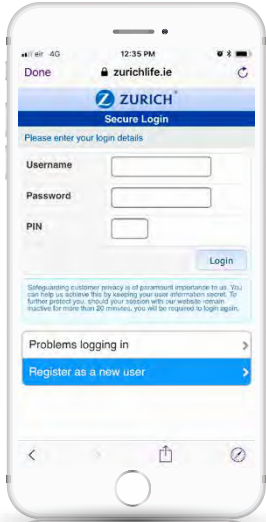 eir 4G 12:35 PM
Done zurichlife.ie
ZURICH
Secure Login
Please enter your login details
Username
Password
PIN
Login
Safeguarding customer privacy is of paramount importance to us. You
can help us achieve this by keeping your user information secret. To
further protect you, should your session with our website remain
inactive for more than 20 minutes, you will be required to login again.
Problems logging in
Register as a new user